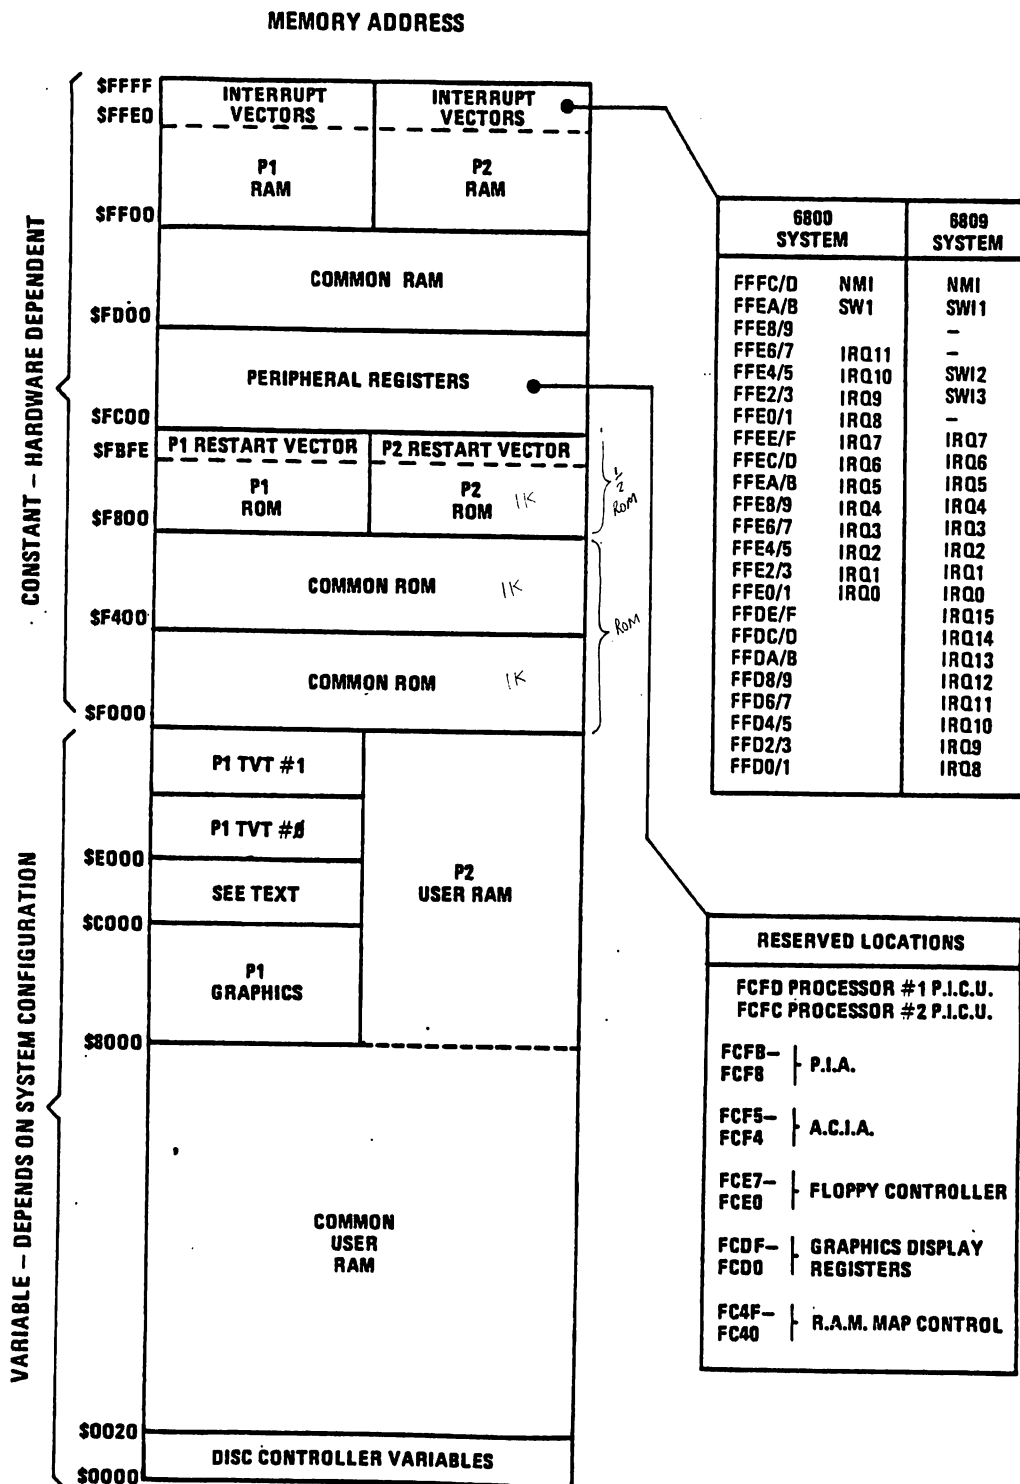 MEMORY ADDRESS
CONSTANT – HARDWARE DEPENDENT
VARIABLE – DEPENDS ON SYSTEM CONFIGURATION
$FFFF
$FFE0
INTERRUPT VECTORS
INTERRUPT VECTORS
P1 RAM
P2 RAM
$FF00
COMMON RAM
$FD00
PERIPHERAL REGISTERS
$FC00
$FBFE
P1 RESTART VECTOR
P2 RESTART VECTOR
P1 ROM
P2 ROM
1K
1/2 ROM
$F800
COMMON ROM
1K
$F400
ROM
COMMON ROM
1K
$F000
P1 TVT #1
P1 TVT #0
$E000
SEE TEXT
$C000
P2 USER RAM
P1 GRAPHICS
$8000
COMMON
USER
RAM
$0020
DISC CONTROLLER VARIABLES
$0000
6800 SYSTEM
6809 SYSTEM
FFFC/D NMI NMI
FFEA/B SW1 SWI1
FFE8/9 –
FFE6/7 IRQ11 –
FFE4/5 IRQ10 SWI2
FFE2/3 IRQ9 SWI3
FFE0/1 IRQ8 –
FFEE/F IRQ7 IRQ7
FFEC/D IRQ6 IRQ6
FFEA/B IRQ5 IRQ5
FFE8/9 IRQ4 IRQ4
FFE6/7 IRQ3 IRQ3
FFE4/5 IRQ2 IRQ2
FFE2/3 IRQ1 IRQ1
FFE0/1 IRQ0 IRQ0
FFDE/F IRQ15
FFDC/D IRQ14
FFDA/B IRQ13
FFD8/9 IRQ12
FFD6/7 IRQ11
FFD4/5 IRQ10
FFD2/3 IRQ9
FFD0/1 IRQ8
RESERVED LOCATIONS
FCFD PROCESSOR #1 P.I.C.U.
FCFC PROCESSOR #2 P.I.C.U.
FCFB–
FCF8
P.I.A.
FCF5–
FCF4
A.C.I.A.
FCE7–
FCE0
FLOPPY CONTROLLER
FCDF–
FCD0
GRAPHICS DISPLAY
REGISTERS
FC4F–
FC40
R.A.M. MAP CONTROL